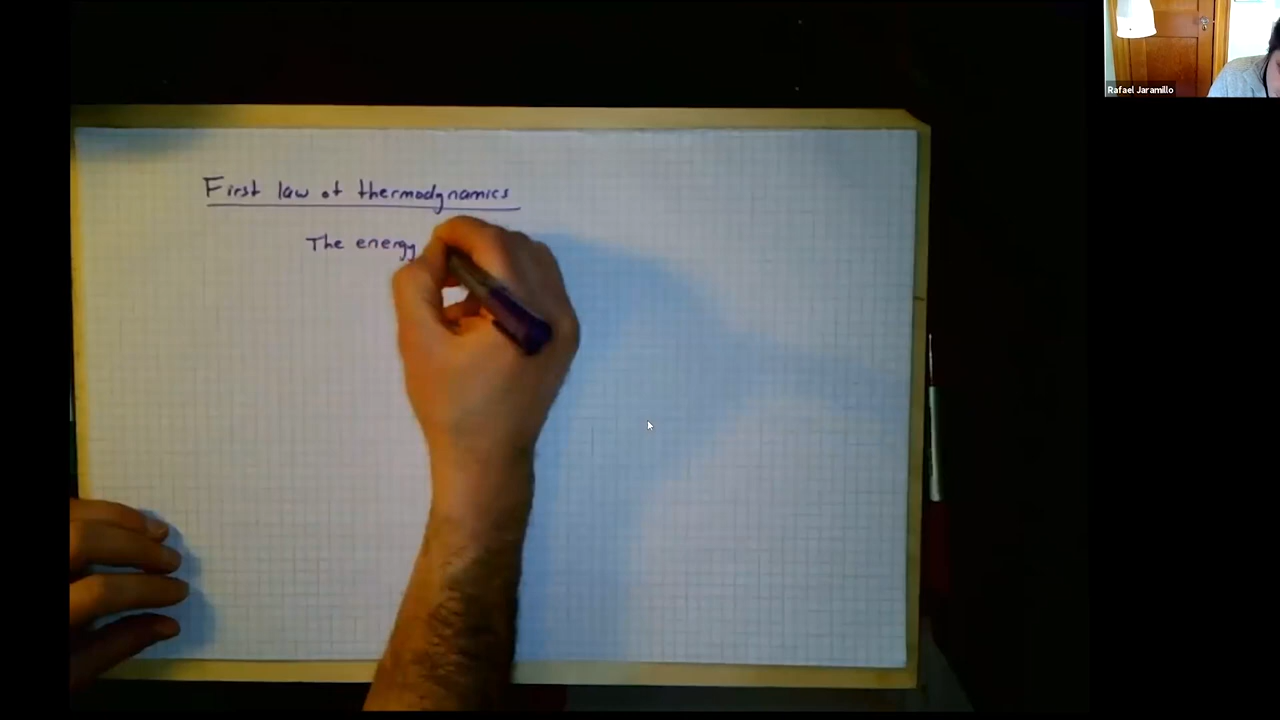 First law of thermodynamics
The energy
Rafael Jaramillo